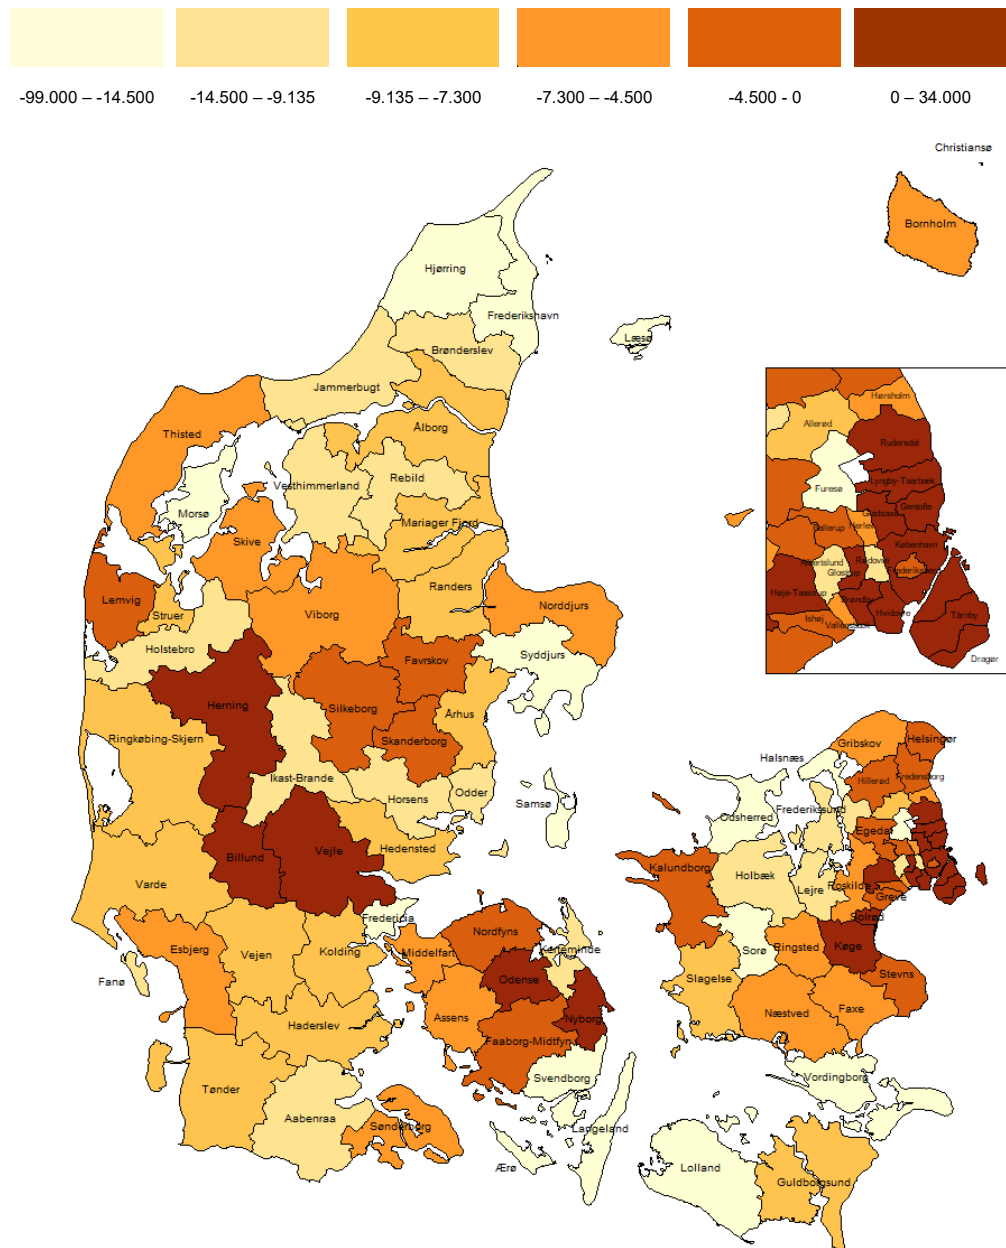 -99.000 – -14.500 -14.500 – -9.135 -9.135 – -7.300 -7.300 – -4.500 -4.500 - 0 0 – 34.000
Christiansø
Bornholm
Hjørring
Frederikshavn
Læsø
Brønderslev
Jammerbugt
Hørsholm
Allerød
Ålborg
Thisted
Rudersdal
Rebild
Vesthimmerland
Lyngby-Taarbæk
Furesø
Gentofte
Morsø
Gladsaxe
Mariager Fjord
Ballerup
Herlev
Skive
København
Albertslund
Rødovre
Glostrup
Frederiksberg
Randers
Høje-Taastrup
Lemvig
Brøndby
Norddjurs
Struer
Viborg
Hvidovre
Tårnby
Ishøj
Vallensbæk
Holstebro
Syddjurs
Dragør
Favrskov
Herning
Silkeborg
Århus
Ringkøbing-Skjern
Skanderborg
Helsingør
Gribskov
Halsnæs
Ikast-Brande
Fredensborg
Hillerød
Odder
Horsens
Samsø
Frederikssund
Odsherred
Egedal
Hedensted
Vejle
Billund
Kalundborg
Holbæk
Varde
Roskilde
Lejre
Greve
Fredericia
Solrød
Nordfyns
Esbjerg
Køge
Ringsted
Kerteminde
Sorø
Middelfart
Kolding
Vejen
Stevns
Slagelse
Fanø
Odense
Faxe
Næstved
Assens
Nyborg
Haderslev
Faaborg-Midtfyn
Svendborg
Vordingborg
Tønder
Aabenraa
Sønderborg
Langeland
Lolland
Ærø
Guldborgsund